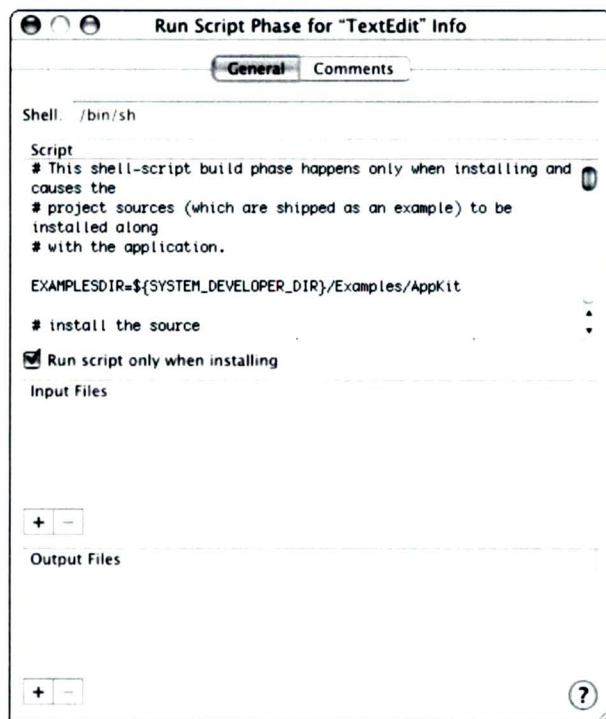 Run Script Phase for "TextEdit" Info
General Comments
Shell: /bin/sh
Script
# This shell-script build phase happens only when installing and
causes the
# project sources (which are shipped as an example) to be
installed along
# with the application.
EXAMPLESDIR=${SYSTEM_DEVELOPER_DIR}/Examples/AppKit
# install the source
Run script only when installing
Input Files
+ −
Output Files
+ −
?